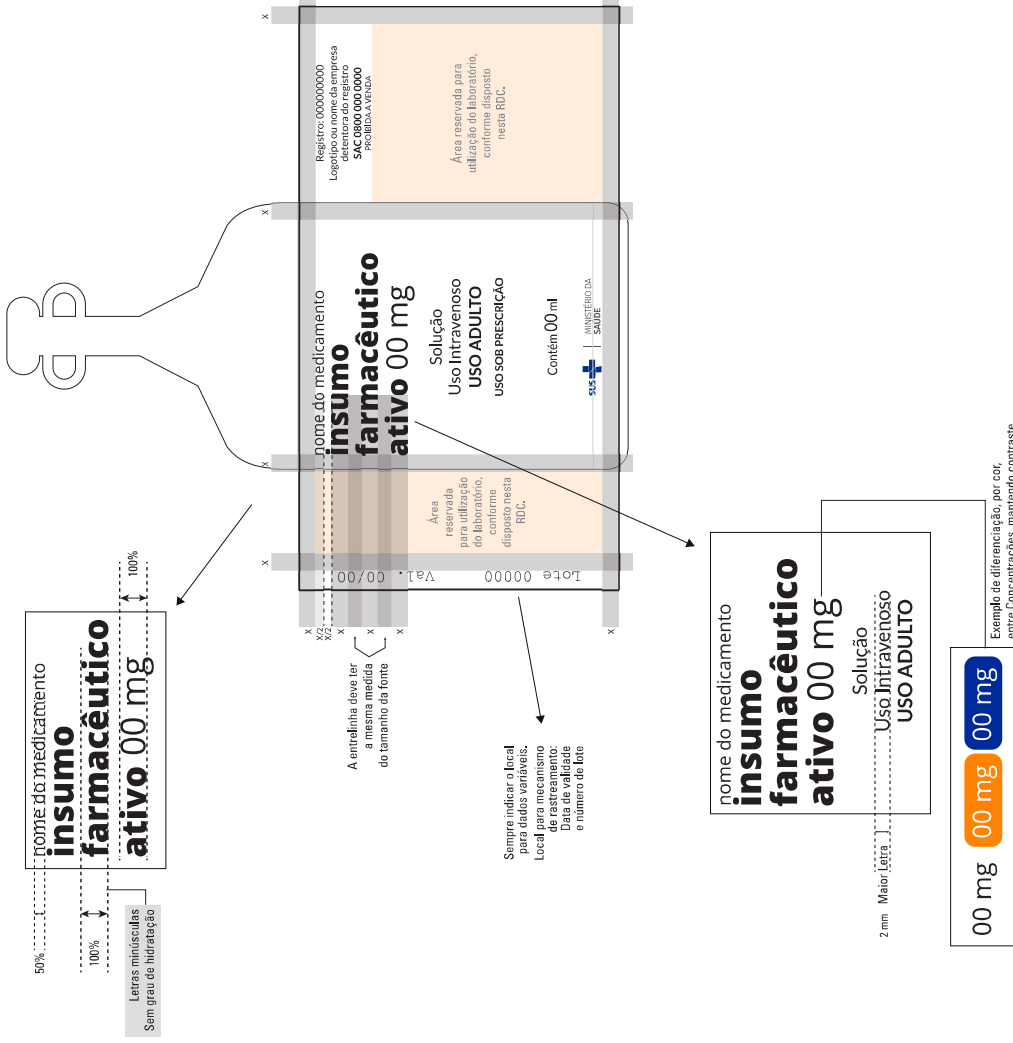 50%
100%
nome do medicamento
insumo
farmacêutico
ativo 00 mg
100%
Letras minúsculas
Sem grau de hidratação
X
X
X
X
X
X/2
X/2
X
X
X
X
A entrelinha deve ter
a mesma medida
do tamanho da fonte
Lote 00000 Val. 00/00
Área
reservada
para utilização
do laboratório,
conforme
disposto nesta
RDC.
nome do medicamento
insumo
farmacêutico
ativo 00 mg
Solução
Uso Intravenoso
USO ADULTO
USO SOB PRESCRIÇÃO
Contém 00 ml
SUS
MINISTÉRIO DA
SAÚDE
Registro: 000000000
Logotipo ou nome da empresa
detentora do registro
SAC 0800 000 0000
PROIBIDA A VENDA
Área reservada para
utilização do laboratório,
conforme disposto
nesta RDC.
Sempre indicar o local
para dados variáveis.
Local para mecanismo
de rastreamento:
Data de validade
e número de lote
nome do medicamento
insumo
farmacêutico
ativo 00 mg
Solução
Uso Intravenoso
USO ADULTO
2 mm Maior Letra
00 mg 00 mg 00 mg
Exemplo de diferenciação, por cor,
entre Concentrações, mantendo contraste